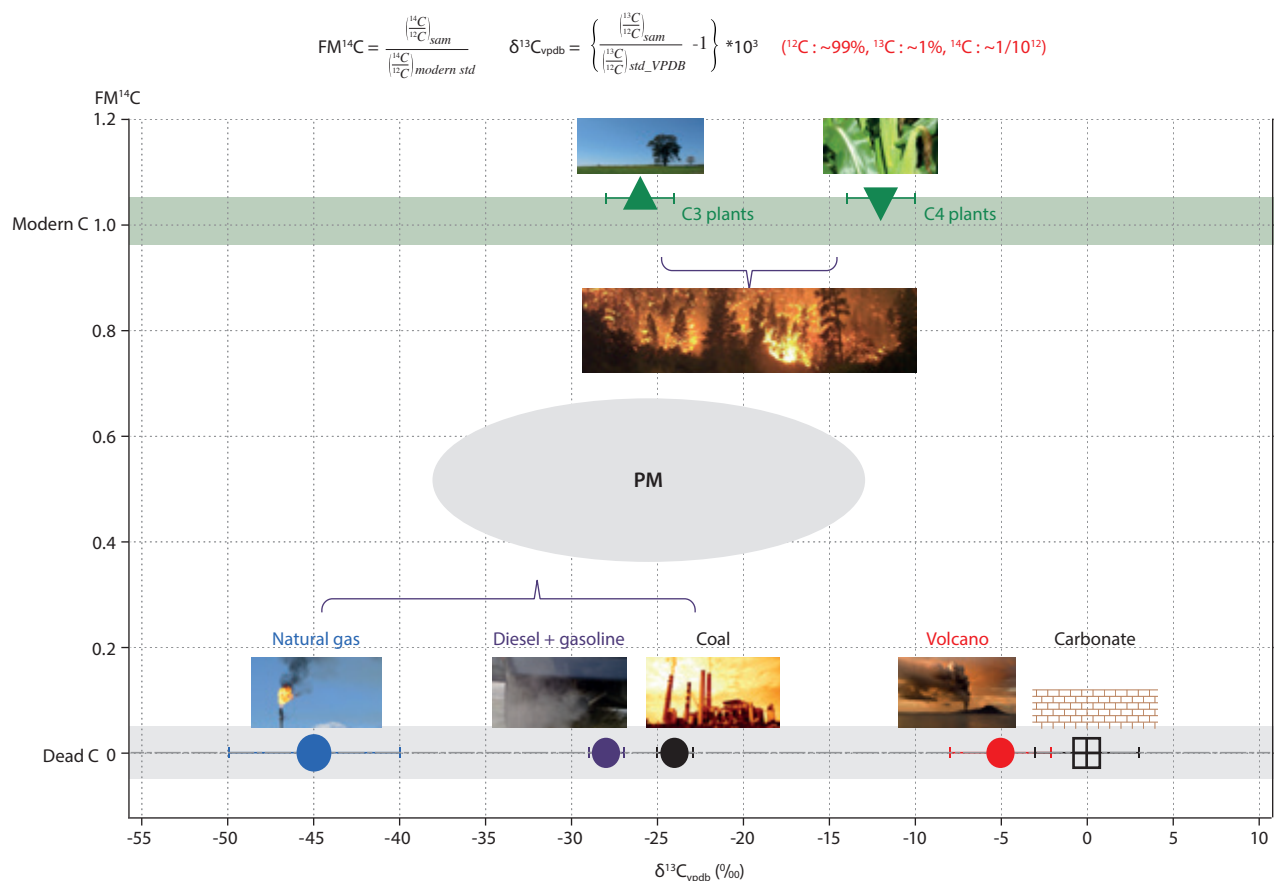 FM¹⁴C = (¹⁴C/¹²C)sam / (¹⁴C/¹²C)modern std δ¹³Cvpdb = { (¹³C/¹²C)sam / (¹³C/¹²C)std_VPDB -1 } *10³ (¹²C : ~99%, ¹³C : ~1%, ¹⁴C : ~1/10¹²)
FM¹⁴C
1.2
C3 plants
C4 plants
Modern C 1.0
0.8
0.6
PM
0.4
Natural gas
Diesel + gasoline
Coal
Volcano
Carbonate
0.2
Dead C 0
-55 -50 -45 -40 -35 -30 -25 -20 -15 -10 -5 0 5 10
δ¹³Cvpdb (⁰⁄₀₀)